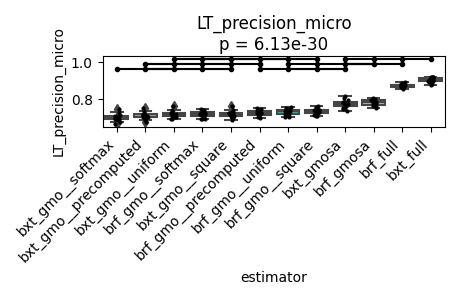 LT_precision_micro
p = 6.13e-30
LT_precision_micro
1.0
0.8
bxt_gmo__softmax
bxt_gmo__precomputed
bxt_gmo__uniform
brf_gmo__softmax
bxt_gmo__square
brf_gmo__precomputed
brf_gmo__uniform
brf_gmo__square
bxt_gmosa
brf_gmosa
brf_full
bxt_full
estimator